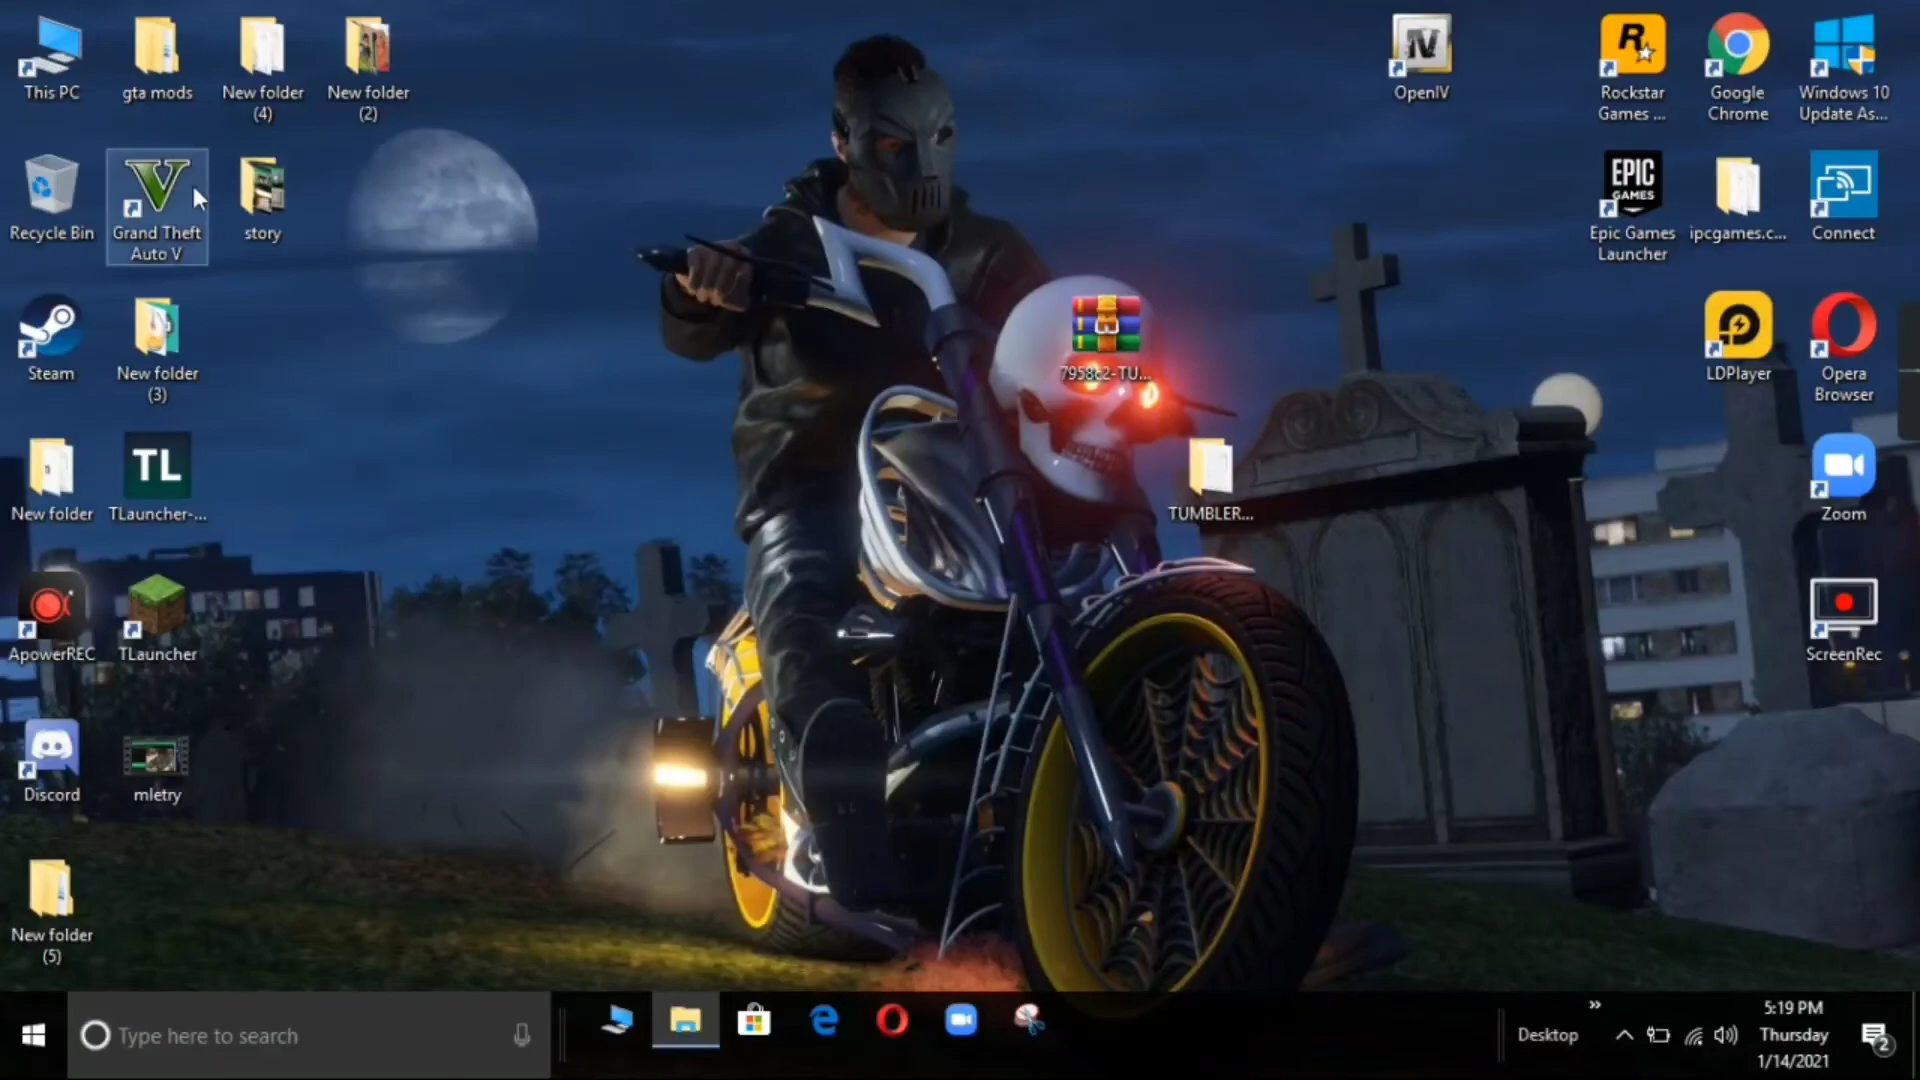 This PC
gta mods
New folder
(4)
New folder
(2)
OpenIV
Rockstar
Games ...
Google
Chrome
Windows 10
Update As...
Recycle Bin
Grand Theft
Auto V
story
EPIC
GAMES
Epic Games
Launcher
ipcgames.c...
Connect
Steam
New folder
(3)
7958c2-TU...
LDPlayer
Opera
Browser
New folder
TL
TLauncher-...
TUMBLER...
Zoom
ApowerREC
TLauncher
ScreenRec
Discord
mletry
New folder
(5)
Type here to search
Desktop
5:19 PM
Thursday
1/14/2021
2